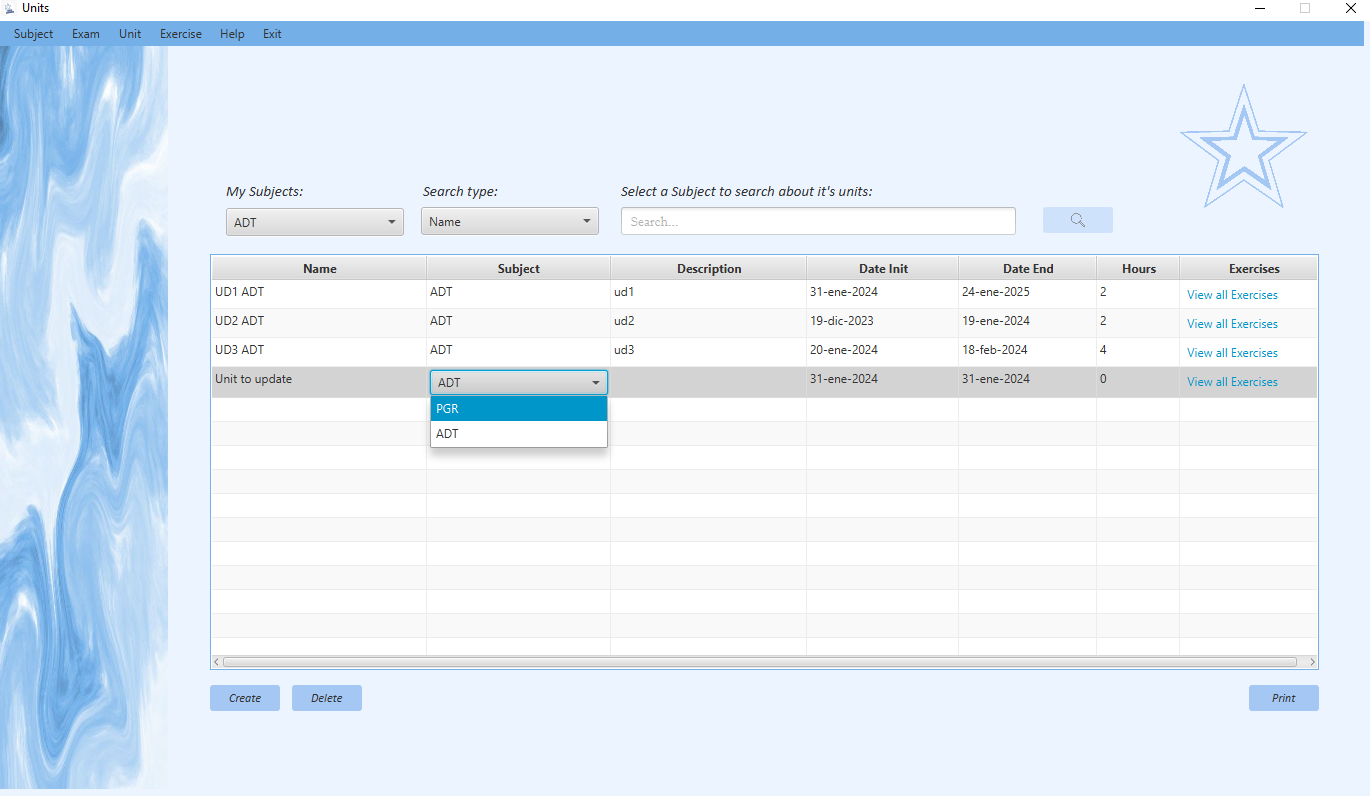 Units
Subject Exam Unit Exercise Help Exit
My Subjects: Search type: Select a Subject to search about it's units:
ADT Name Search...
Name Subject Description Date Init Date End Hours Exercises
UD1 ADT ADT ud1 31-ene-2024 24-ene-2025 2 View all Exercises
UD2 ADT ADT ud2 19-dic-2023 19-ene-2024 2 View all Exercises
UD3 ADT ADT ud3 20-ene-2024 18-feb-2024 4 View all Exercises
Unit to update ADT 31-ene-2024 31-ene-2024 0 View all Exercises
PGR
ADT
Create Delete Print